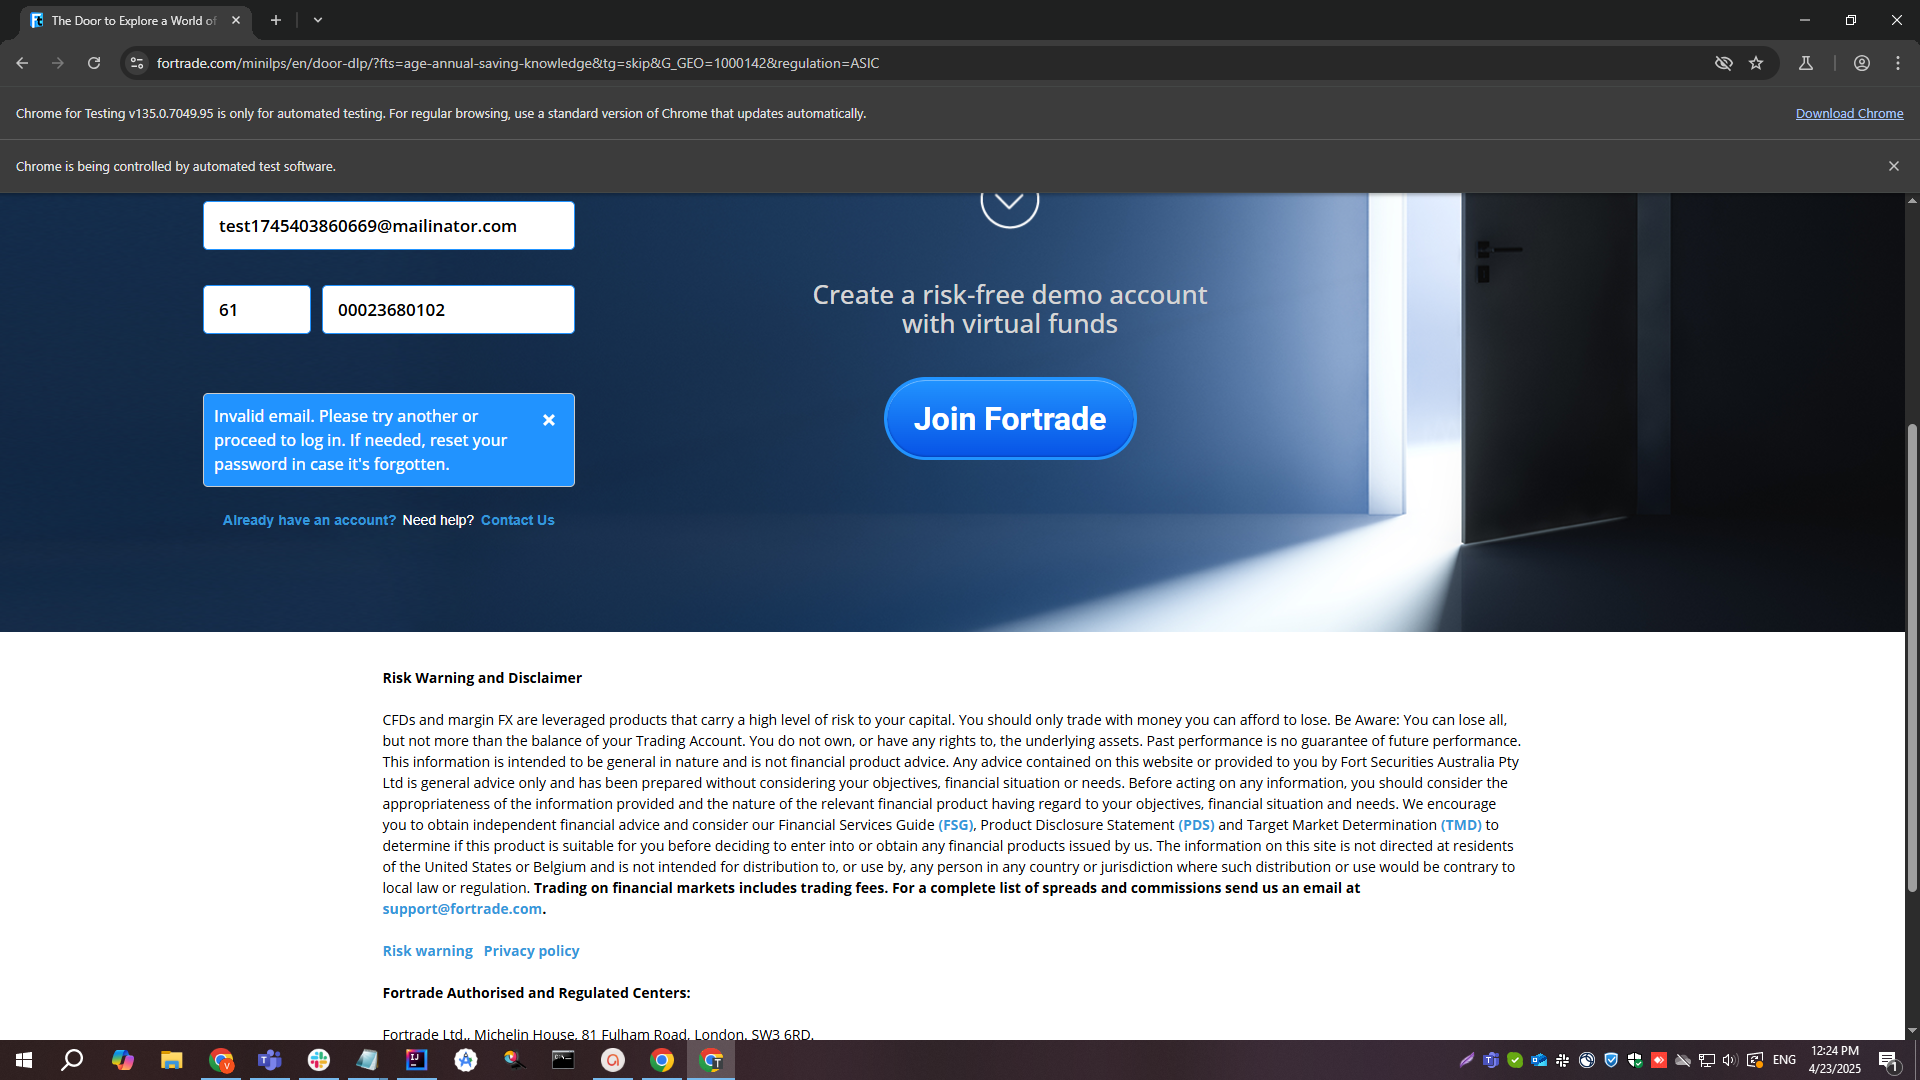 The Door to Explore a World of
fortrade.com/minilps/en/door-dlp/?fts=age-annual-saving-knowledge&tg=skip&G_GEO=1000142&regulation=ASIC
Chrome for Testing v135.0.7049.95 is only for automated testing. For regular browsing, use a standard version of Chrome that updates automatically.
Download Chrome
Chrome is being controlled by automated test software.
test1745403860669@mailinator.com
61
00023680102
Invalid email. Please try another or
proceed to log in. If needed, reset your
password in case it's forgotten.
Already have an account? Need help? Contact Us
Create a risk-free demo account
with virtual funds
Join Fortrade
Risk Warning and Disclaimer
CFDs and margin FX are leveraged products that carry a high level of risk to your capital. You should only trade with money you can afford to lose. Be Aware: You can lose all,
but not more than the balance of your Trading Account. You do not own, or have any rights to, the underlying assets. Past performance is no guarantee of future performance.
This information is intended to be general in nature and is not financial product advice. Any advice contained on this website or provided to you by Fort Securities Australia Pty
Ltd is general advice only and has been prepared without considering your objectives, financial situation or needs. Before acting on any information, you should consider the
appropriateness of the information provided and the nature of the relevant financial product having regard to your objectives, financial situation and needs. We encourage
you to obtain independent financial advice and consider our Financial Services Guide (FSG), Product Disclosure Statement (PDS) and Target Market Determination (TMD) to
determine if this product is suitable for you before deciding to enter into or obtain any financial products issued by us. The information on this site is not directed at residents
of the United States or Belgium and is not intended for distribution to, or use by, any person in any country or jurisdiction where such distribution or use would be contrary to
local law or regulation. Trading on financial markets includes trading fees. For a complete list of spreads and commissions send us an email at
support@fortrade.com.
Risk warning Privacy policy
Fortrade Authorised and Regulated Centers:
Fortrade Ltd., Michelin House, 81 Fulham Road, London, SW3 6RD.
ENG
12:24 PM
4/23/2025
1